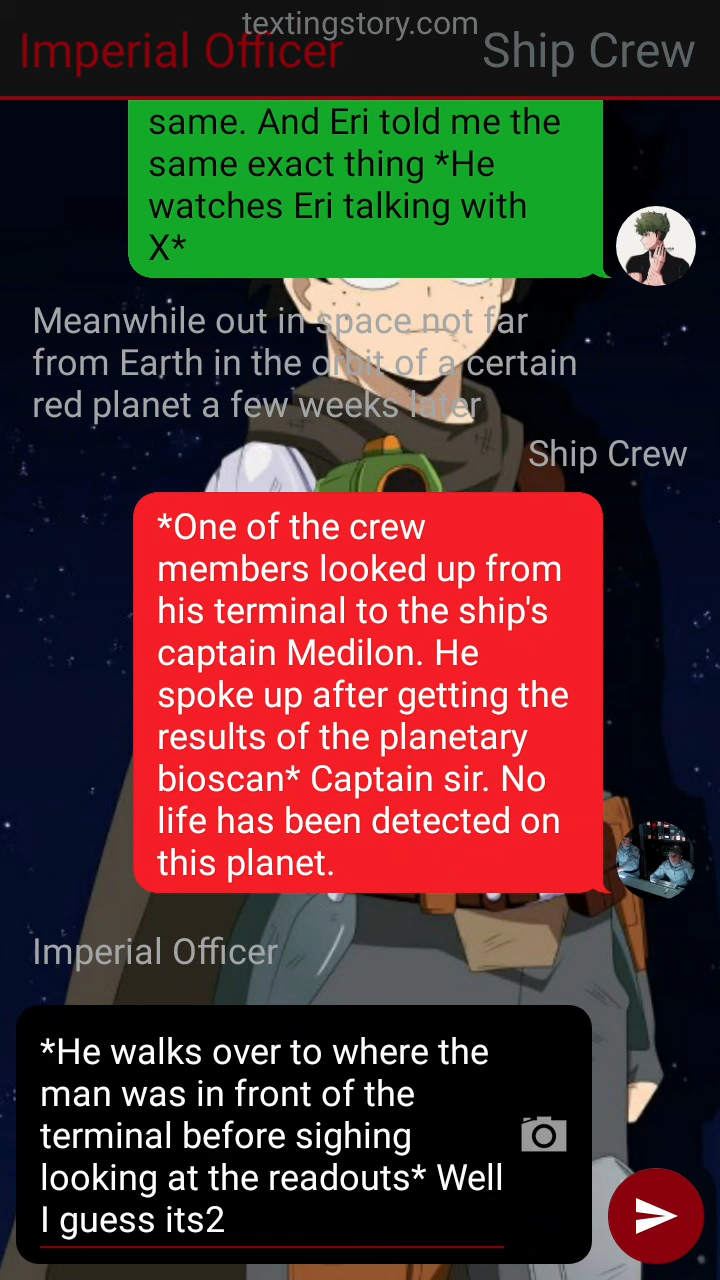 textingstory.com
Imperial Officer
Ship Crew
same. And Eri told me the
same exact thing *He
watches Eri talking with
X*
Meanwhile out in space not far
from Earth in the orbit of a certain
red planet a few weeks later
Ship Crew
*One of the crew
members looked up from
his terminal to the ship's
captain Medilon. He
spoke up after getting the
results of the planetary
bioscan* Captain sir. No
life has been detected on
this planet.
Imperial Officer
*He walks over to where the
man was in front of the
terminal before sighing
looking at the readouts* Well
I guess its2